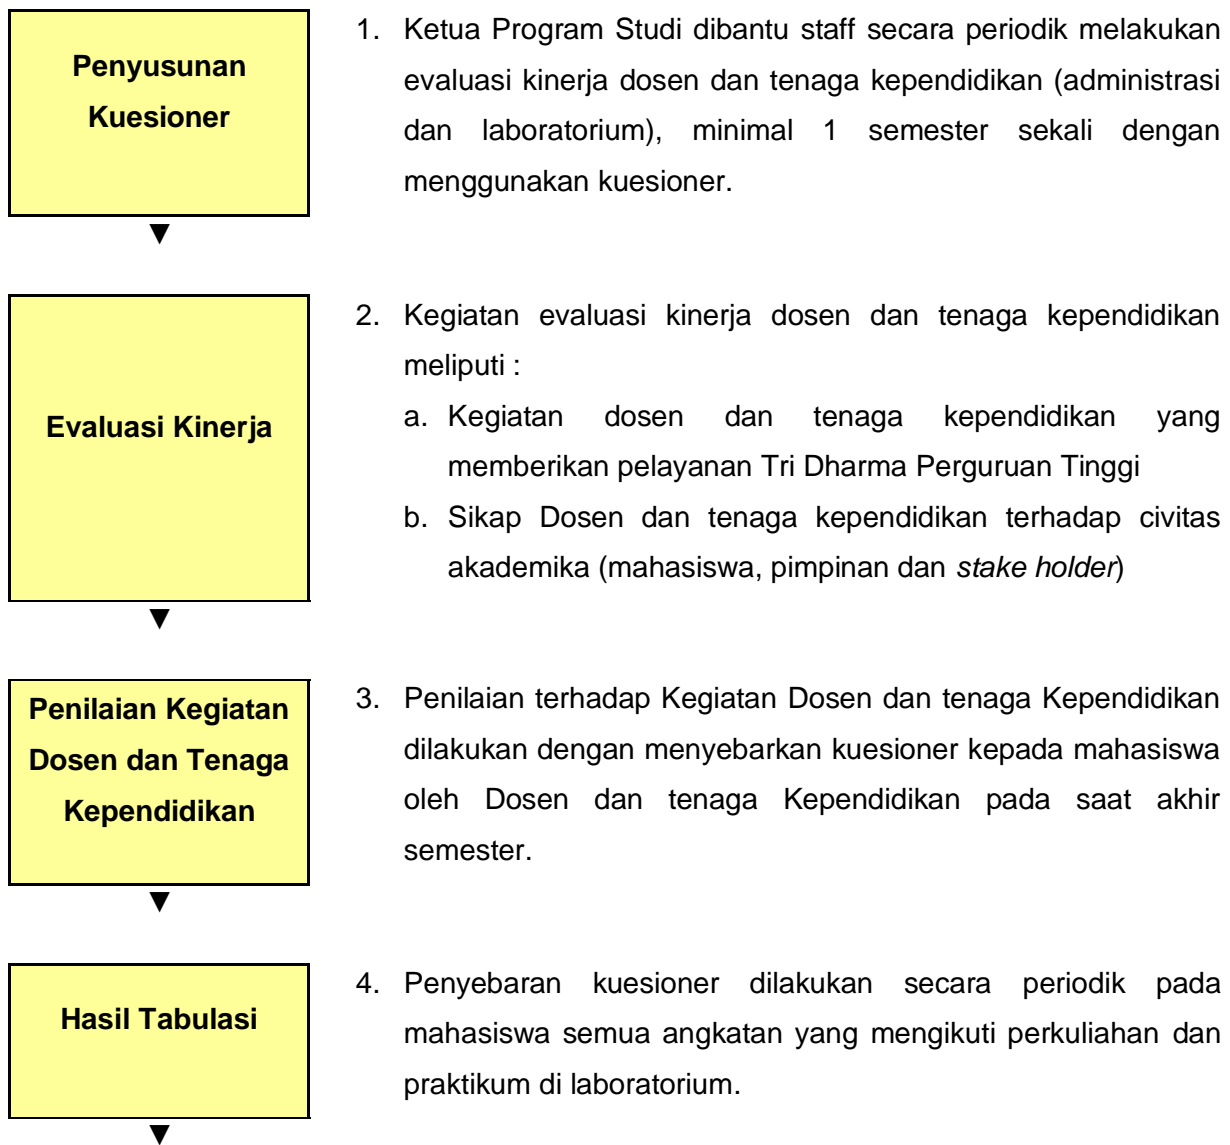 Penyusunan
Kuesioner
1. Ketua Program Studi dibantu staff secara periodik melakukan
evaluasi kinerja dosen dan tenaga kependidikan (administrasi
dan laboratorium), minimal 1 semester sekali dengan
menggunakan kuesioner.
Evaluasi Kinerja
2. Kegiatan evaluasi kinerja dosen dan tenaga kependidikan
meliputi :
a. Kegiatan dosen dan tenaga kependidikan yang
memberikan pelayanan Tri Dharma Perguruan Tinggi
b. Sikap Dosen dan tenaga kependidikan terhadap civitas
akademika (mahasiswa, pimpinan dan stake holder)
Penilaian Kegiatan
Dosen dan Tenaga
Kependidikan
3. Penilaian terhadap Kegiatan Dosen dan tenaga Kependidikan
dilakukan dengan menyebarkan kuesioner kepada mahasiswa
oleh Dosen dan tenaga Kependidikan pada saat akhir
semester.
Hasil Tabulasi
4. Penyebaran kuesioner dilakukan secara periodik pada
mahasiswa semua angkatan yang mengikuti perkuliahan dan
praktikum di laboratorium.